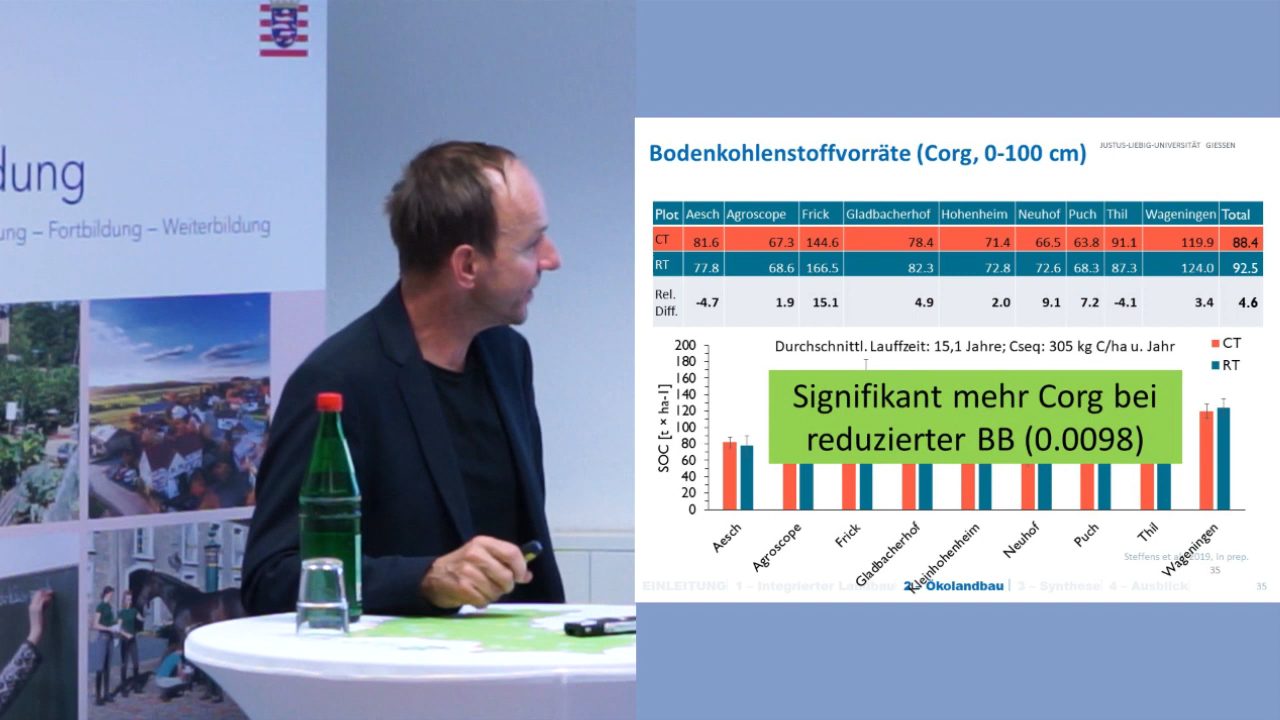 dung
ung – Fortbildung – Weiterbildung
Bodenkohlenstoffvorräte (Corg, 0-100 cm)
JUSTUS-LIEBIG-UNIVERSITÄT GIESSEN
Plot Aesch Agroscope Frick Gladbacherhof Hohenheim Neuhof Puch Thil Wageningen Total
CT 81.6 67.3 144.6 78.4 71.4 66.5 63.8 91.1 119.9 88.4
RT 77.8 68.6 166.5 82.3 72.8 72.6 68.3 87.3 124.0 92.5
Rel. Diff. -4.7 1.9 15.1 4.9 2.0 9.1 7.2 -4.1 3.4 4.6
Durchschnittl. Lauffzeit: 15,1 Jahre; Cseq: 305 kg C/ha u. Jahr
CT
RT
Signifikant mehr Corg bei
reduzierter BB (0.0098)
SOC [t × ha-1]
200
180
160
140
120
100
80
60
40
20
0
Aesch
Agroscope
Frick
Gladbacherhof
Kleinhohenheim
Neuhof
Puch
Thil
Wageningen
Steffens et al. 2019, in prep.
35
EINLEITUNG 1 – Integrierter Landbau 2 – Ökolandbau | 3 – Synthese 4 – Ausblick
35